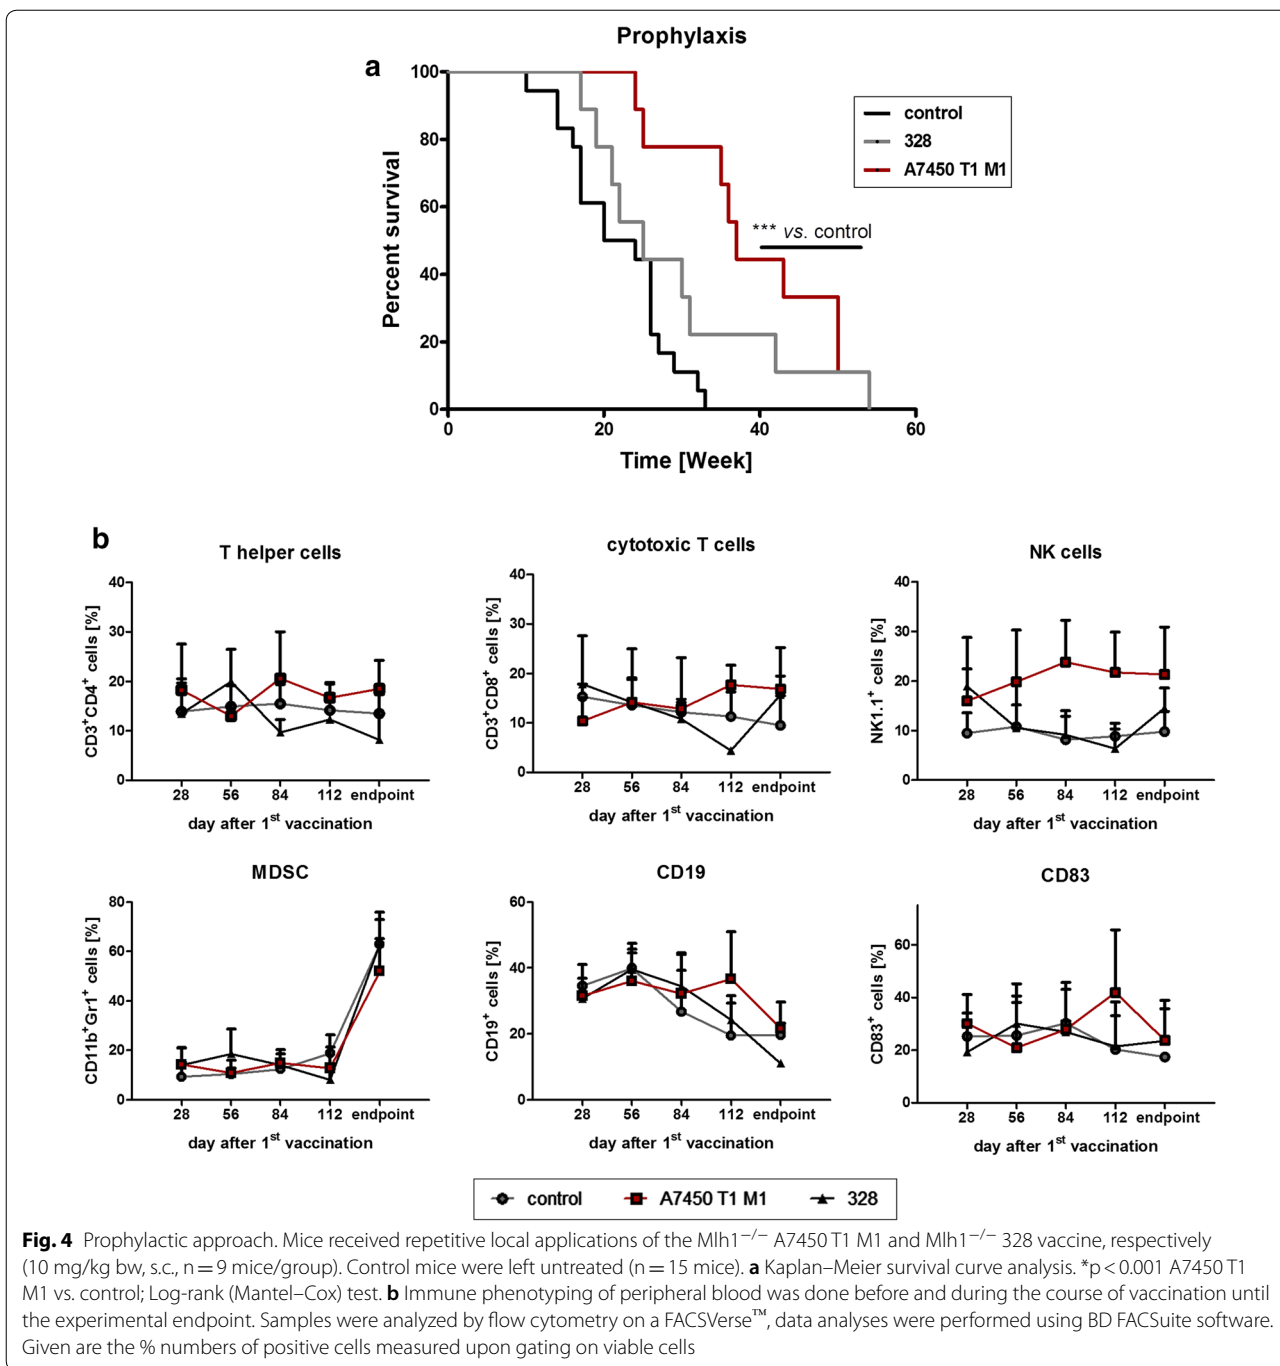 Prophylaxis
a
100
80
60
40
20
0
Percent survival
0 20 40 60
Time [Week]
control
328
A7450 T1 M1
*** vs. control
b
T helper cells
CD3⁺CD4⁺ cells [%]
40
30
20
10
0
28 56 84 112 endpoint
day after 1ˢᵗ vaccination
cytotoxic T cells
CD3⁺CD8⁺ cells [%]
40
30
20
10
0
28 56 84 112 endpoint
day after 1ˢᵗ vaccination
NK cells
NK1.1⁺ cells [%]
40
30
20
10
0
28 56 84 112 endpoint
day after 1ˢᵗ vaccination
MDSC
CD11b⁺Gr1⁺ cells [%]
80
60
40
20
0
28 56 84 112 endpoint
day after 1ˢᵗ vaccination
CD19
CD19⁺ cells [%]
60
40
20
0
28 56 84 112 endpoint
day after 1ˢᵗ vaccination
CD83
CD83⁺ cells [%]
60
40
20
0
28 56 84 112 endpoint
day after 1ˢᵗ vaccination
control A7450 T1 M1 328
Fig. 4 Prophylactic approach. Mice received repetitive local applications of the Mlh1⁻/⁻ A7450 T1 M1 and Mlh1⁻/⁻ 328 vaccine, respectively
(10 mg/kg bw, s.c., n = 9 mice/group). Control mice were left untreated (n = 15 mice). a Kaplan–Meier survival curve analysis. *p < 0.001 A7450 T1
M1 vs. control; Log-rank (Mantel–Cox) test. b Immune phenotyping of peripheral blood was done before and during the course of vaccination until
the experimental endpoint. Samples were analyzed by flow cytometry on a FACSVerse™, data analyses were performed using BD FACSuite software.
Given are the % numbers of positive cells measured upon gating on viable cells